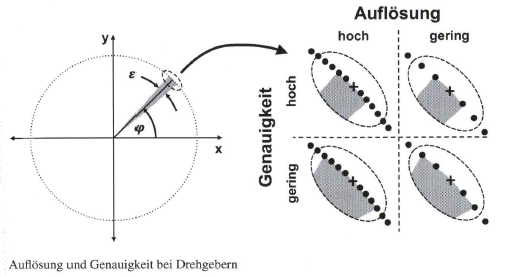 Auflösung
hoch
gering
Genauigkeit
hoch
gering
y
x
ε
φ
Auflösung und Genauigkeit bei Drehgebern